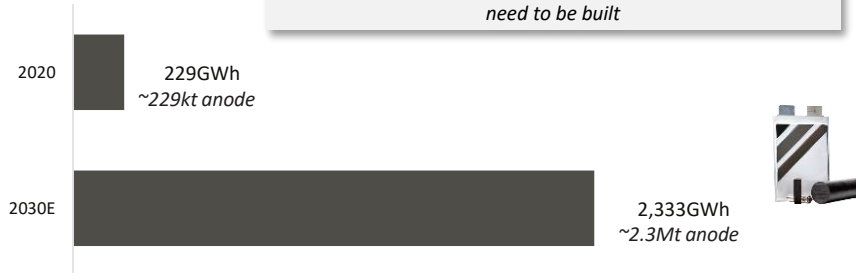 need to be built
2020
229GWh
~229kt anode
2030E
2,333GWh
~2.3Mt anode